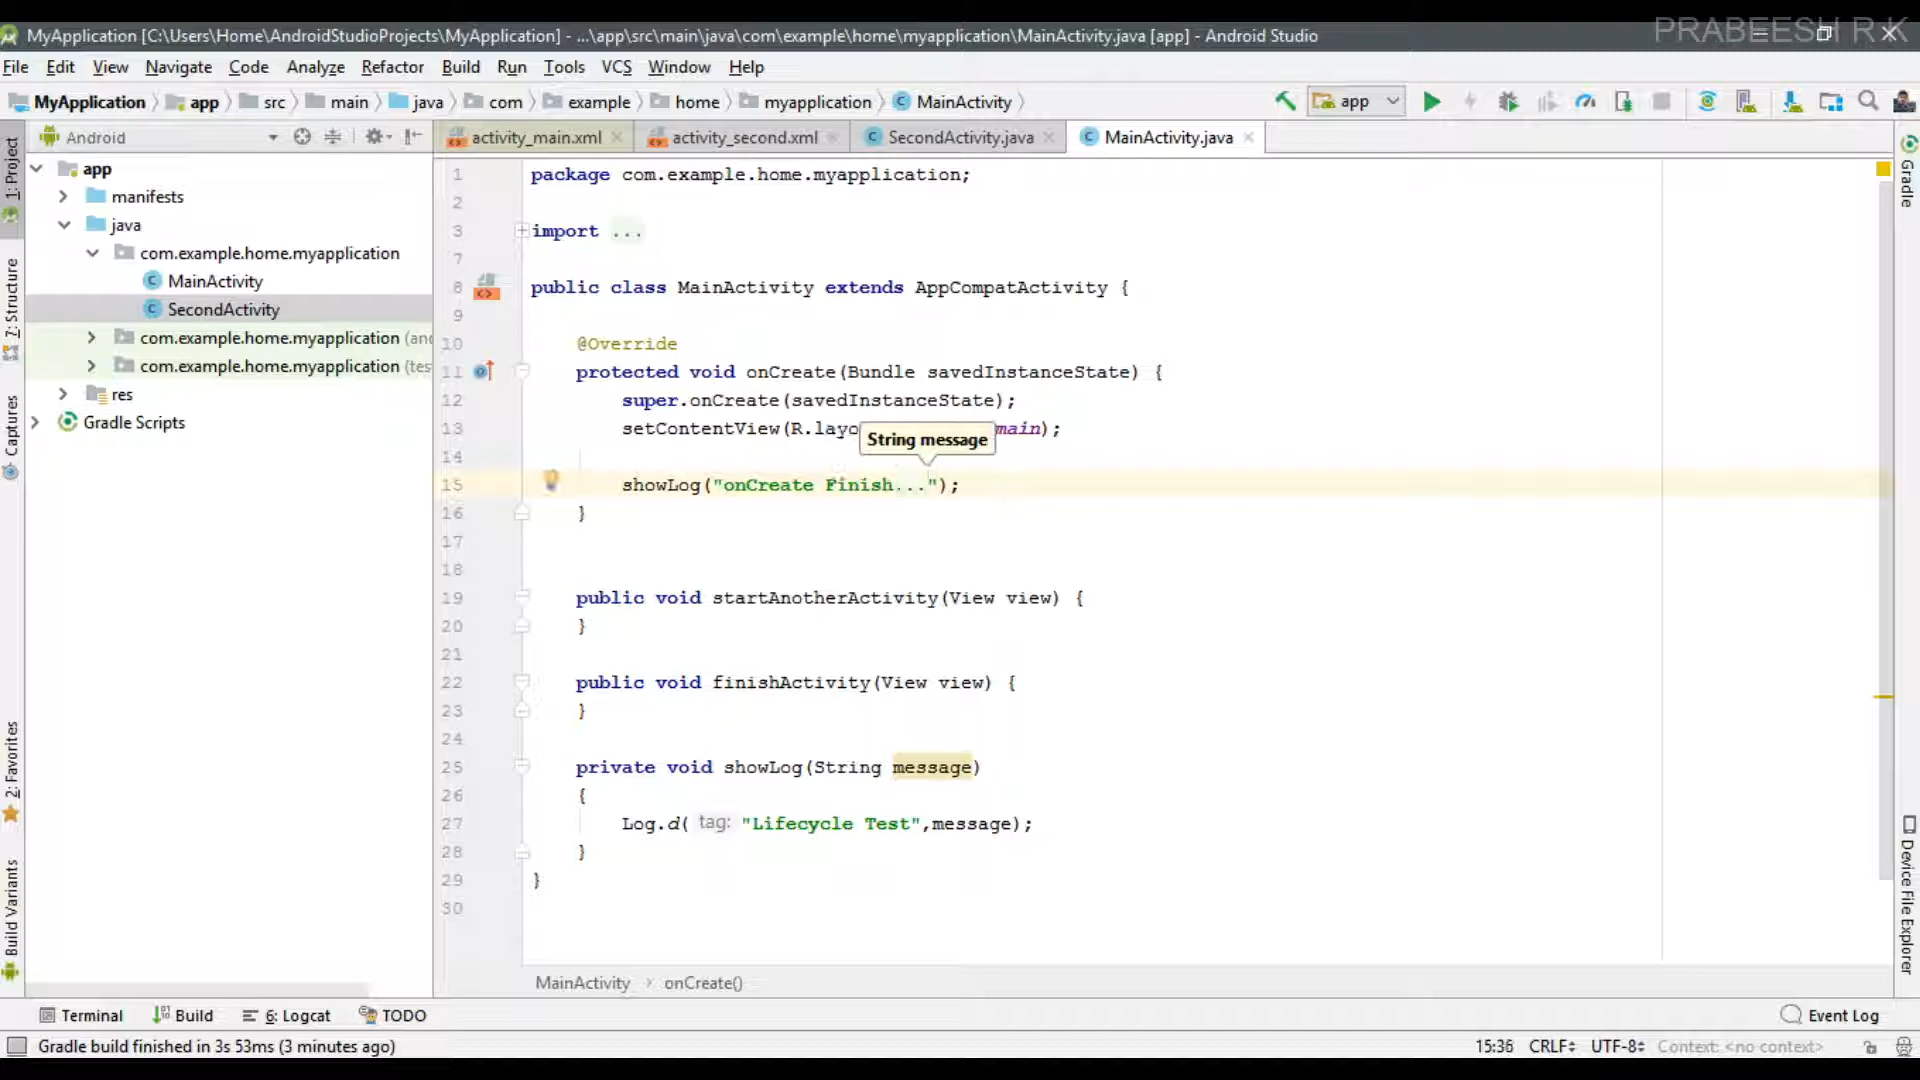 PRABEESH R K
MyApplication [C:\Users\Home\AndroidStudioProjects\MyApplication] - ...\app\src\main\java\com\example\home\myapplication\MainActivity.java [app] - Android Studio
File Edit View Navigate Code Analyze Refactor Build Run Tools VCS Window Help
MyApplication app src main java com example home myapplication MainActivity app
Android activity_main.xml activity_second.xml SecondActivity.java MainActivity.java
1: Project
7: Structure
Captures
2: Favorites
Build Variants
app
manifests
java
com.example.home.myapplication
MainActivity
SecondActivity
com.example.home.myapplication (and
com.example.home.myapplication (tes
res
Gradle Scripts
1 package com.example.home.myapplication;
2
3 import ...
7
8 public class MainActivity extends AppCompatActivity {
9
10 @Override
11 protected void onCreate(Bundle savedInstanceState) {
12 super.onCreate(savedInstanceState);
13 setContentView(R.layo main);
String message
14
15 showLog("onCreate Finish...");
16 }
17
18
19 public void startAnotherActivity(View view) {
20 }
21
22 public void finishActivity(View view) {
23 }
24
25 private void showLog(String message)
26 {
27 Log.d( tag: "Lifecycle Test",message);
28 }
29 }
30
MainActivity onCreate()
Gradle
Device File Explorer
Terminal Build 6: Logcat TODO Event Log
Gradle build finished in 3s 53ms (3 minutes ago) 15:36 CRLF UTF-8 Context: <no context>